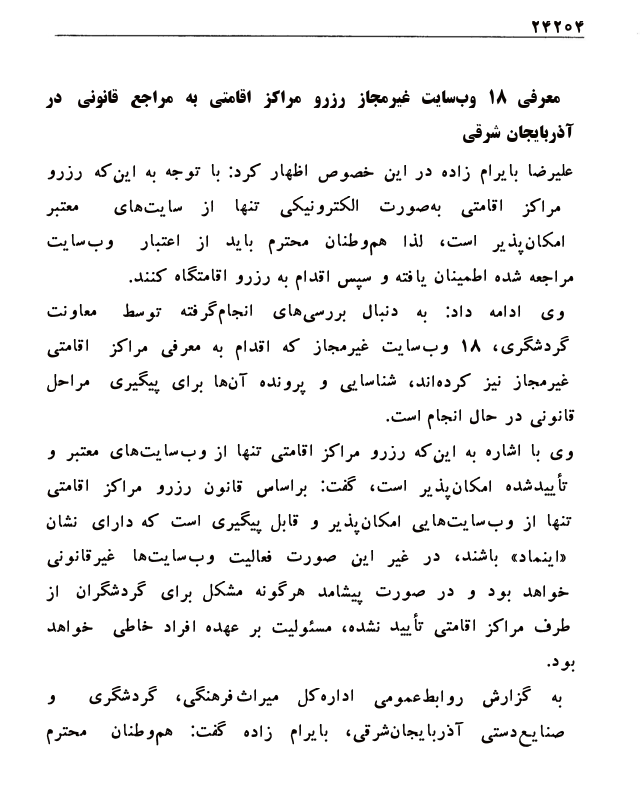 ۲۴۲۵۴
معرفی ۱۸ وب‌سایت غیرمجاز رزرو مراکز اقامتی به مراجع قانونی در
آذربایجان شرقی
علیرضا بایرام زاده در این خصوص اظهار کرد: با توجه به این‌که رزرو
مراکز اقامتی به‌صورت الکترونیکی تنها از سایت‌های معتبر
امکان‌پذیر است، لذا هم‌وطنان محترم باید از اعتبار وب‌سایت
مراجعه شده اطمینان یافته و سپس اقدام به رزرو اقامتگاه کنند.
وی ادامه داد: به دنبال بررسی‌های انجام‌گرفته توسط معاونت
گردشگری، ۱۸ وب‌سایت غیرمجاز که اقدام به معرفی مراکز اقامتی
غیرمجاز نیز کرده‌اند، شناسایی و پرونده آن‌ها برای پیگیری مراحل
قانونی در حال انجام است.
وی با اشاره به این‌که رزرو مراکز اقامتی تنها از وب‌سایت‌های معتبر و
تأییدشده امکان‌پذیر است، گفت: براساس قانون رزرو مراکز اقامتی
تنها از وب‌سایت‌هایی امکان‌پذیر و قابل پیگیری است که دارای نشان
«اینماد» باشند، در غیر این صورت فعالیت وب‌سایت‌ها غیرقانونی
خواهد بود و در صورت پیشامد هرگونه مشکل برای گردشگران از
طرف مراکز اقامتی تأیید نشده، مسئولیت بر عهده افراد خاطی خواهد
بود.
به گزارش روابط‌عمومی اداره‌کل میراث‌فرهنگی، گردشگری و
صنایع‌دستی آذربایجان‌شرقی، بایرام زاده گفت: هم‌وطنان محترم